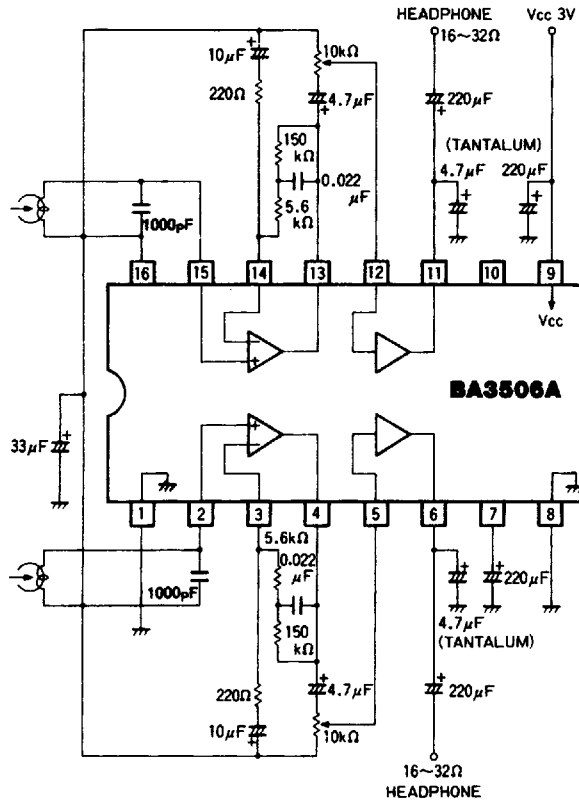 HEADPHONE
Vcc 3V
16～32Ω
10μF
10kΩ
220Ω
4.7μF
220μF
(TANTALUM)
4.7μF
220μF
150
kΩ
0.022
μF
5.6
kΩ
1000pF
16
15
14
13
12
11
10
9
Vcc
BA3506A
33μF
1
2
3
4
5
6
7
8
5.6kΩ
0.022
μF
1000pF
150
kΩ
220μF
4.7μF
(TANTALUM)
220Ω
4.7μF
220μF
10μF
10kΩ
16～32Ω
HEADPHONE